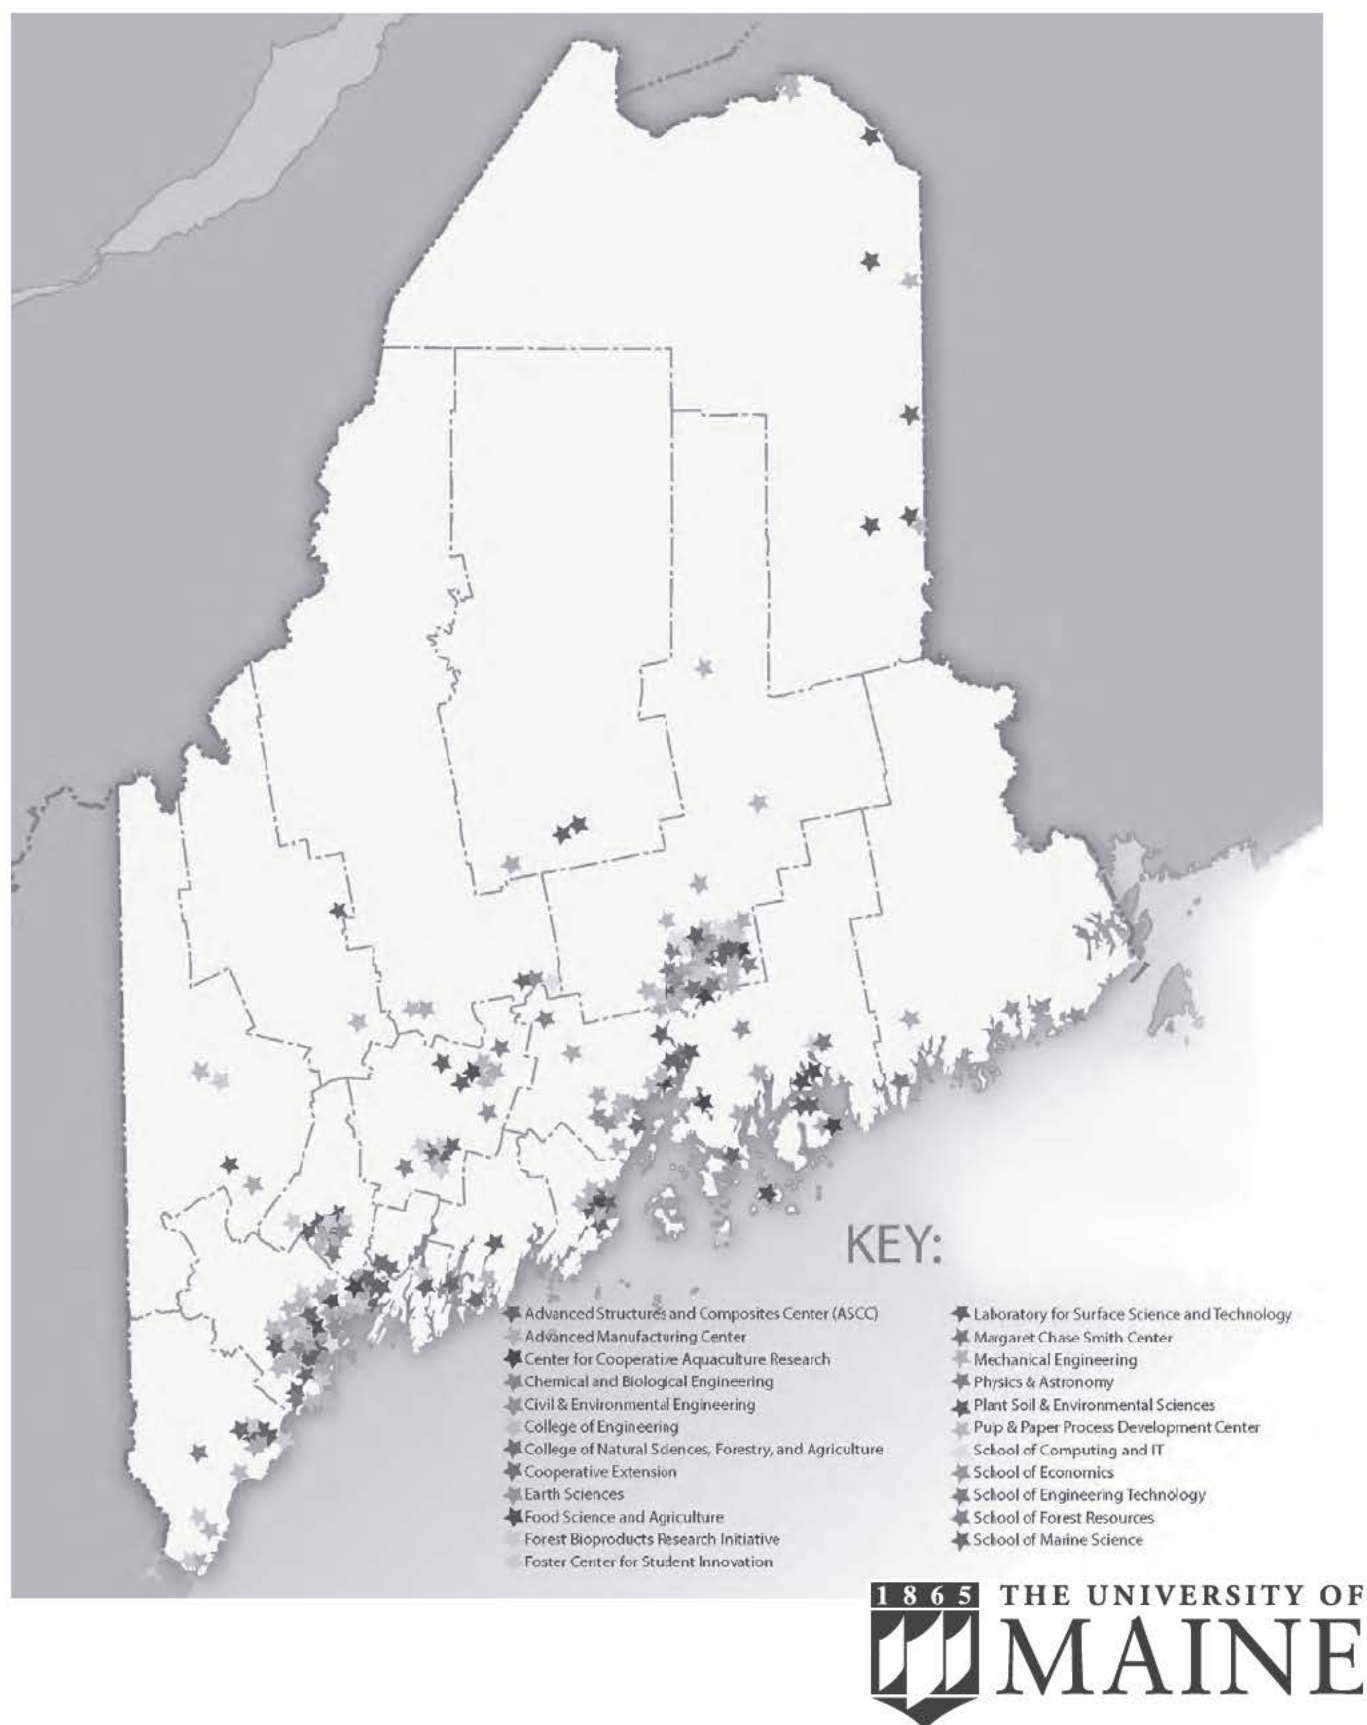 KEY:
Advanced Structures and Composites Center (ASCC)
Advanced Manufacturing Center
Center for Cooperative Aquaculture Research
Chemical and Biological Engineering
Civil & Environmental Engineering
College of Engineering
College of Natural Sciences, Forestry, and Agriculture
Cooperative Extension
Earth Sciences
Food Science and Agriculture
Forest Bioproducts Research Initiative
Foster Center for Student Innovation
Laboratory for Surface Science and Technology
Margaret Chase Smith Center
Mechanical Engineering
Physics & Astronomy
Plant Soil & Environmental Sciences
Pulp & Paper Process Development Center
School of Computing and IT
School of Economics
School of Engineering Technology
School of Forest Resources
School of Marine Science
1865
THE UNIVERSITY OF
MAINE